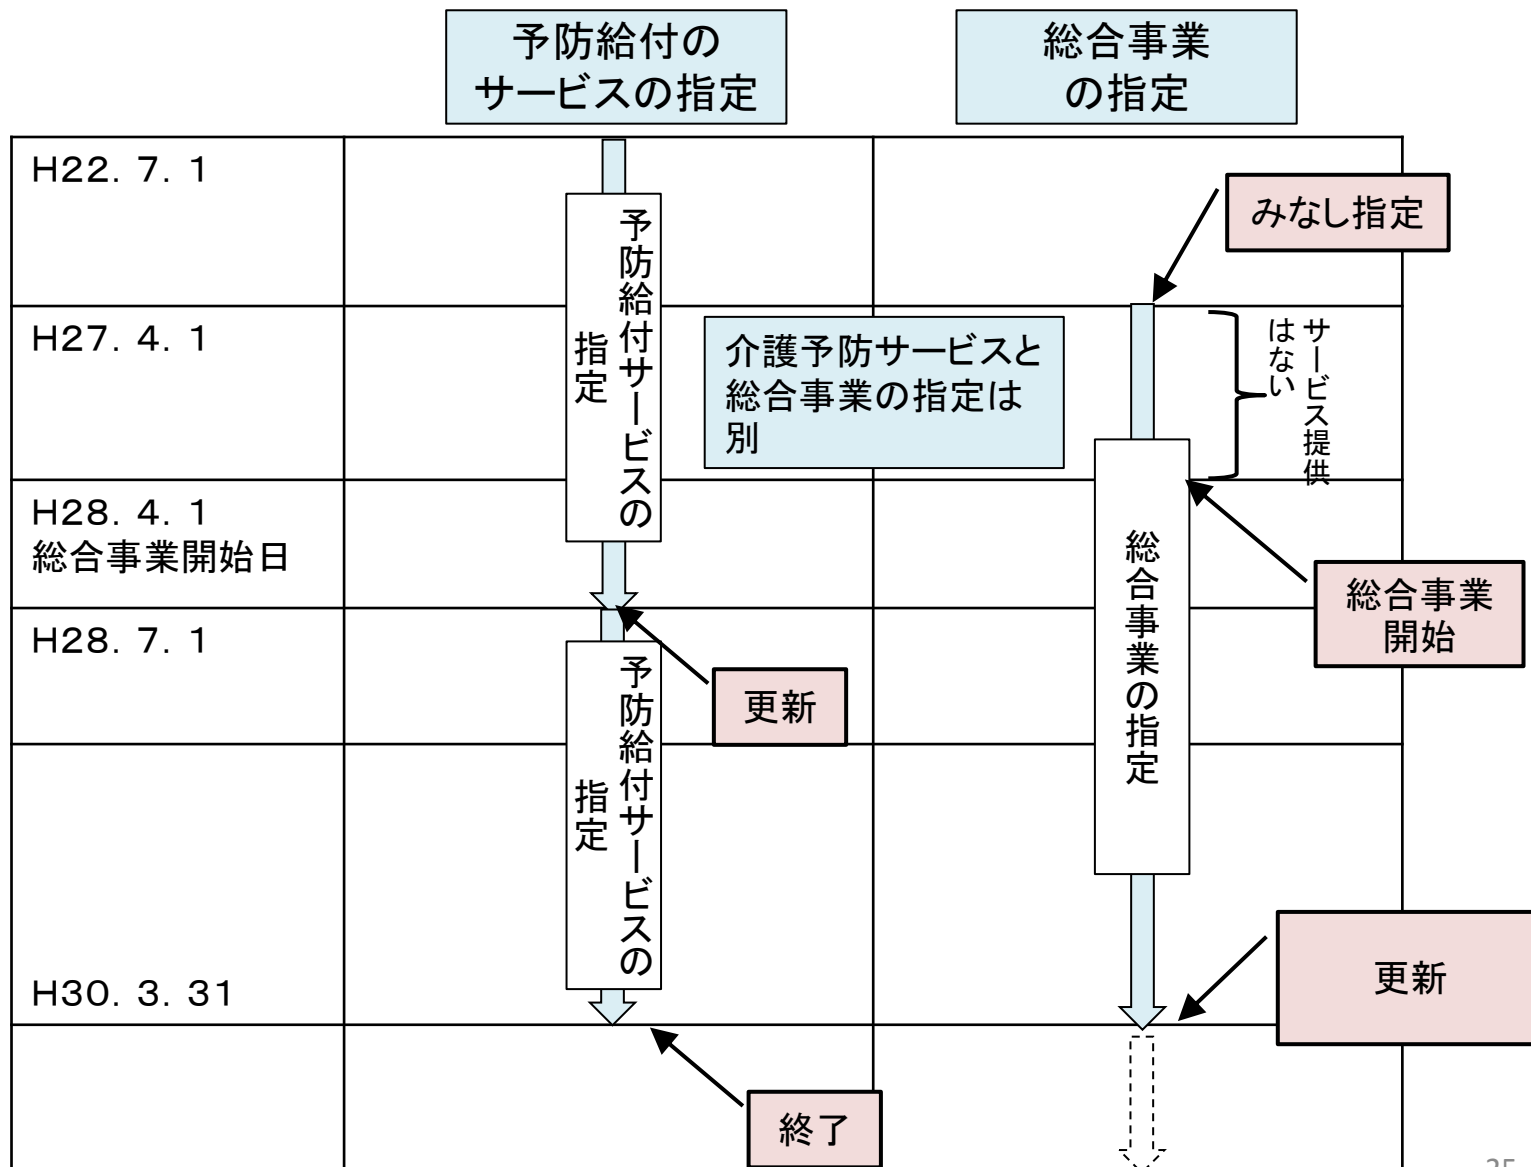 予防給付の
サービスの指定
総合事業
の指定
H22. 7. 1
みなし指定
予防給付サービスの
指定
H27. 4. 1
介護予防サービスと
総合事業の指定は
別
サービス提供
はない
H28. 4. 1
総合事業開始日
総合事業の指定
総合事業
開始
H28. 7. 1
更新
予防給付サービスの
指定
H30. 3. 31
更新
終了